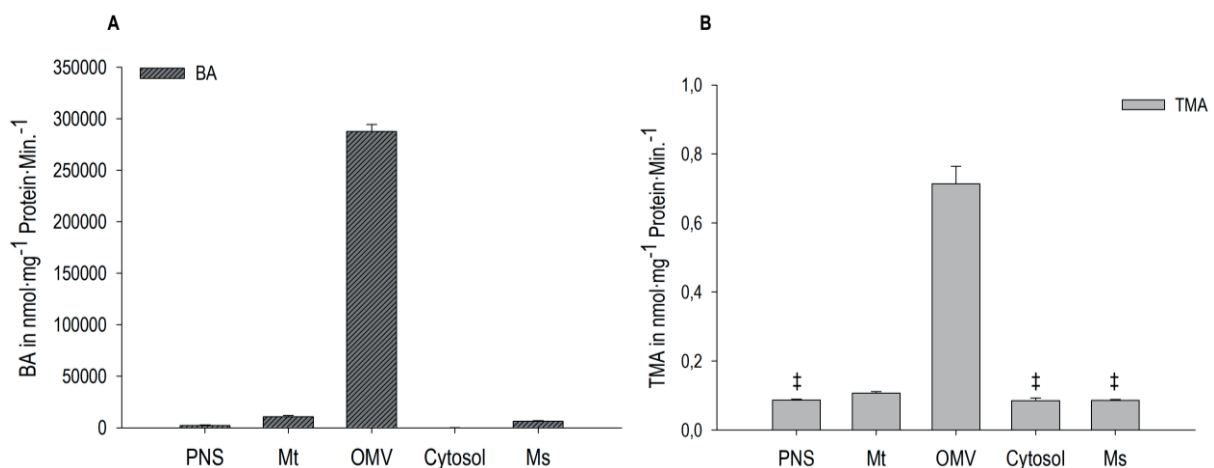 A
BA
350000
300000
250000
200000
150000
100000
50000
0
BA in nmol·mg⁻¹ Protein·Min.⁻¹
PNS Mt OMV Cytosol Ms
B
TMA
1,0
0,8
0,6
0,4
0,2
0,0
TMA in nmol·mg⁻¹ Protein·Min.⁻¹
‡ ‡ ‡
PNS Mt OMV Cytosol Ms